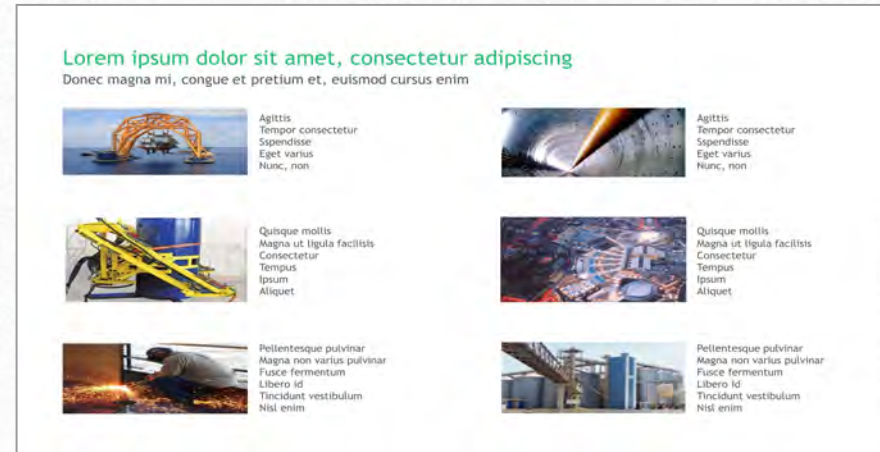 Lorem ipsum dolor sit amet, consectetur adipiscing
Donec magna mi, congue et pretium et, euismod cursus enim
Agittis
Tempor consectetur
Sspendisse
Eget varius
Nunc, non
Agittis
Tempor consectetur
Sspendisse
Eget varius
Nunc, non
Quisque mollis
Magna ut ligula facilisis
Consectetur
Tempus
Ipsum
Aliquet
Quisque mollis
Magna ut ligula facilisis
Consectetur
Tempus
Ipsum
Aliquet
Pellentesque pulvinar
Magna non varius pulvinar
Fusce fermentum
Libero id
Tincidunt vestibulum
Nisl enim
Pellentesque pulvinar
Magna non varius pulvinar
Fusce fermentum
Libero id
Tincidunt vestibulum
Nisl enim